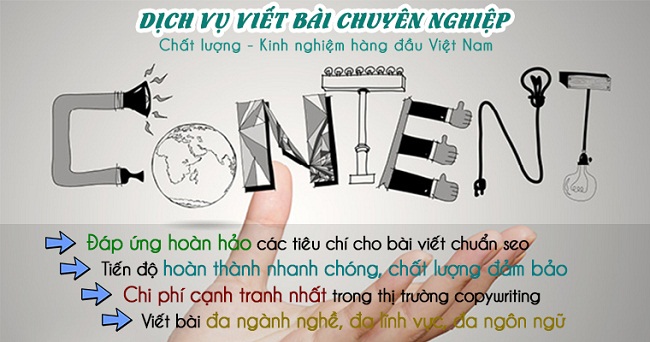 DỊCH VỤ VIẾT BÀI CHUYÊN NGHIỆP
Chất lượng - Kinh nghiệm hàng đầu Việt Nam
CONTENT
Đáp ứng hoàn hảo các tiêu chí cho bài viết chuẩn seo
Tiến độ hoàn thành nhanh chóng, chất lượng đảm bảo
Chi phí cạnh tranh nhất trong thị trường copywriting
Viết bài đa ngành nghề, đa lĩnh vực, đa ngôn ngữ